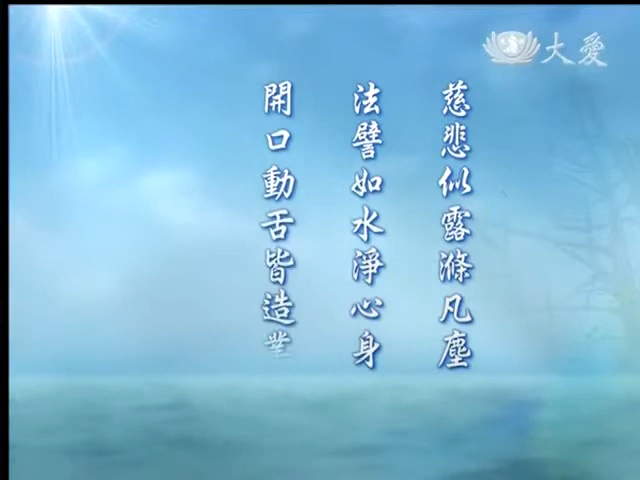 大愛
慈悲似露滌凡塵
法譬如水淨心身
開口動舌皆造業